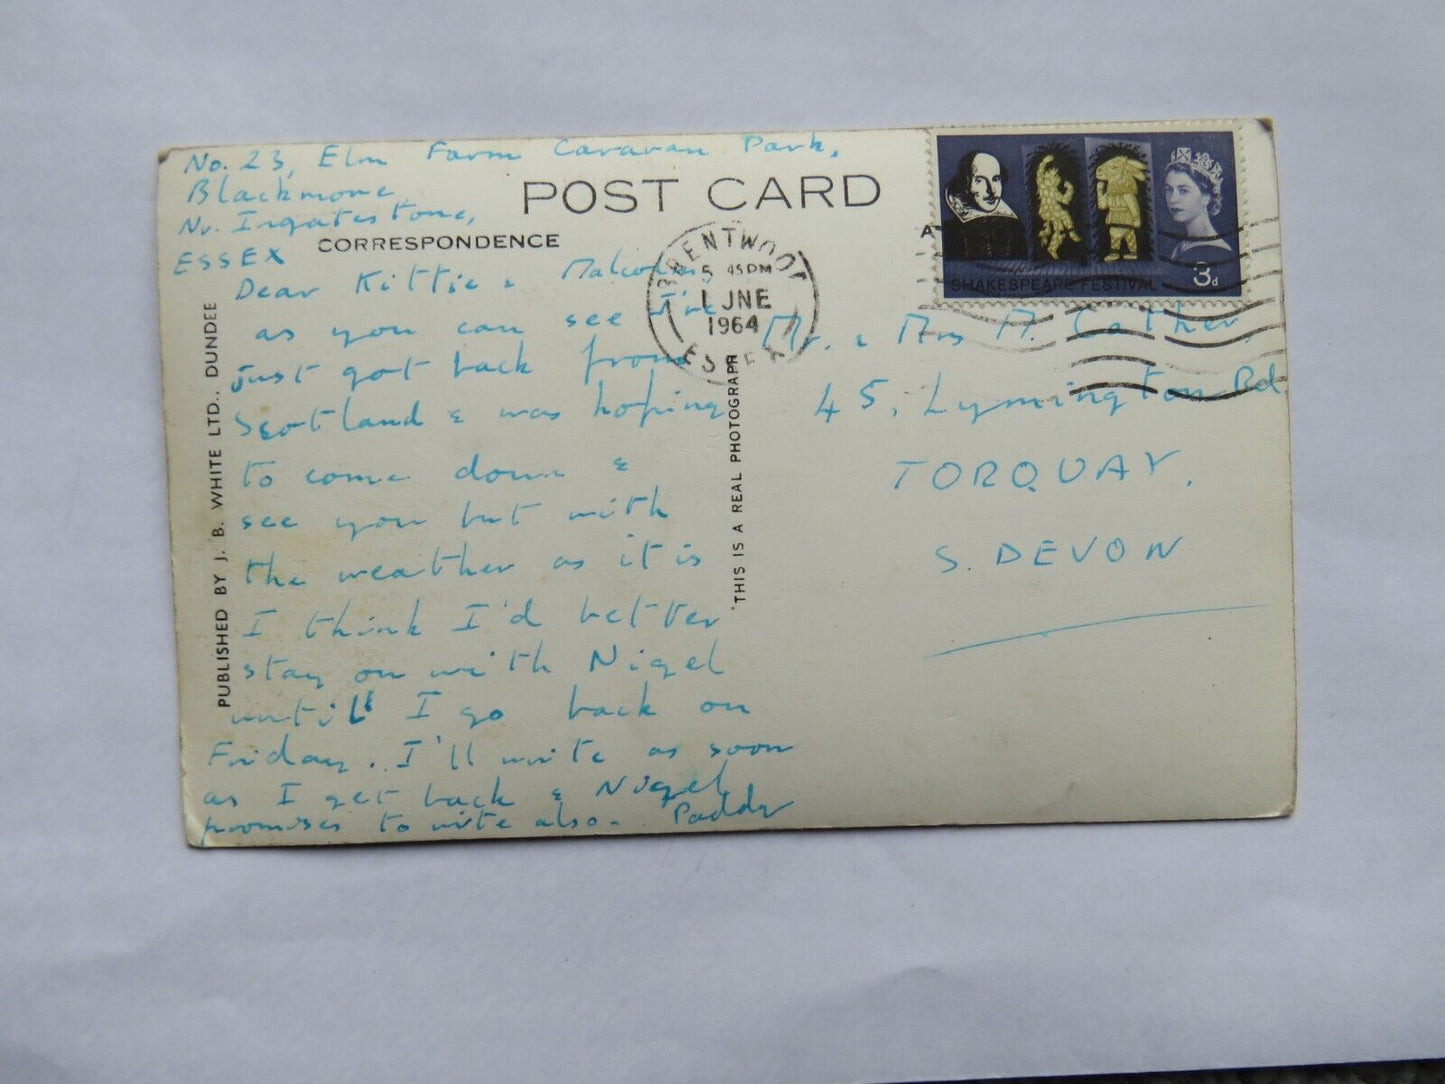 No. 23, Elm Farm Caravan Park,
Blackmore
Nr. Ingatestone,
ESSEX
POST CARD
CORRESPONDENCE
Dear Kittie & Malcolm,
as you can see I've
just got back from
Scotland & was hoping
to come down &
see you but with
the weather as it is
I think I'd better
stay on with Nigel
until I go back on
Friday. I'll write as soon
as I get back & Nigel
promises to write also. Paddy
PUBLISHED BY J. B. WHITE LTD., DUNDEE
THIS IS A REAL PHOTOGRAPH
BRENTWOOD
5 45PM
1 JNE
1964
ESSEX
SHAKESPEARE FESTIVAL 3d
A
Mr. & Mrs M. Cather,
45, Lymington Rd
TORQUAY.
S. DEVON